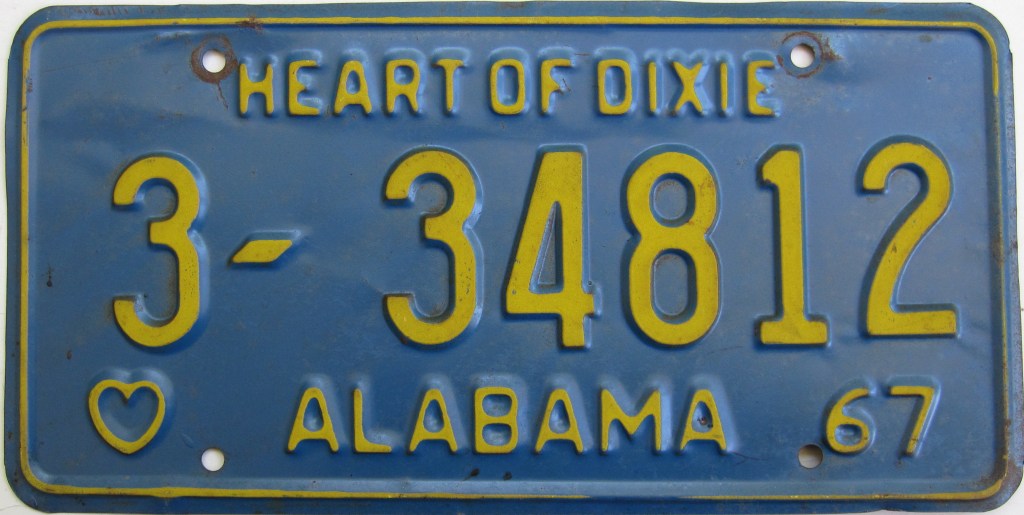 HEART OF DIXIE
3-34812
ALABAMA 67